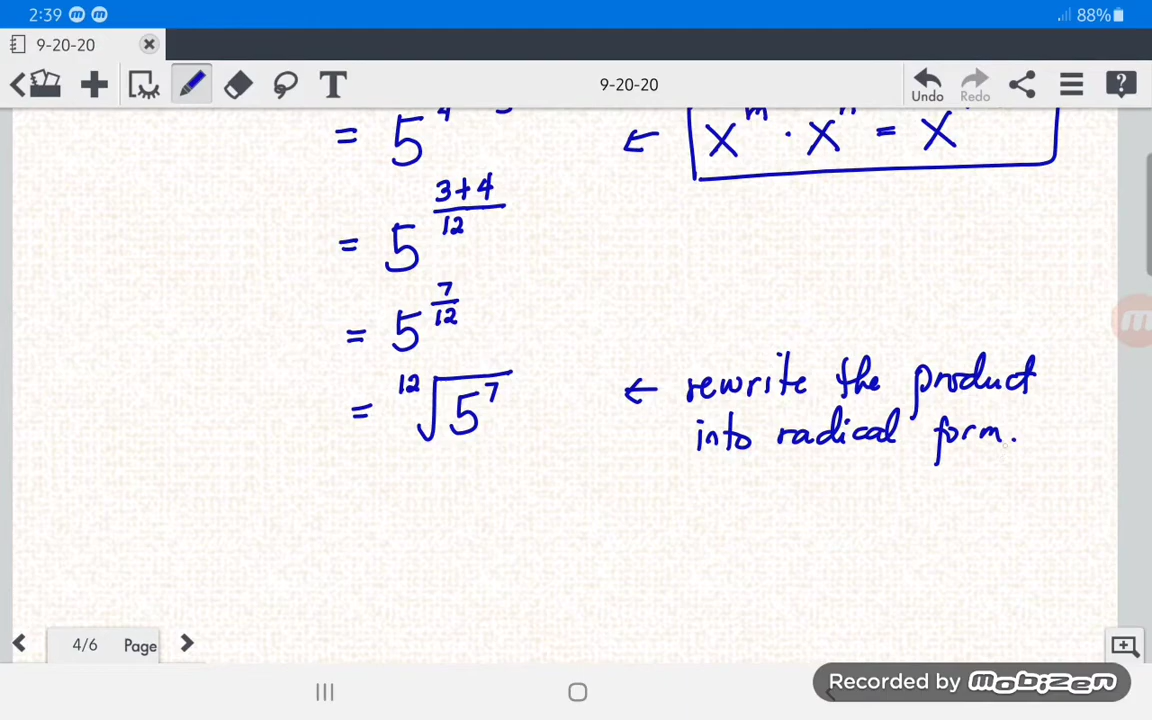 2:39 88%
9-20-20
9-20-20 Undo Redo
= 5 ← x^m · x^n = x
= 5^((3+4)/12)
= 5^(7/12)
= ¹²√5⁷ ← rewrite the product
into radical form.
4/6 Page
Recorded by mobizen